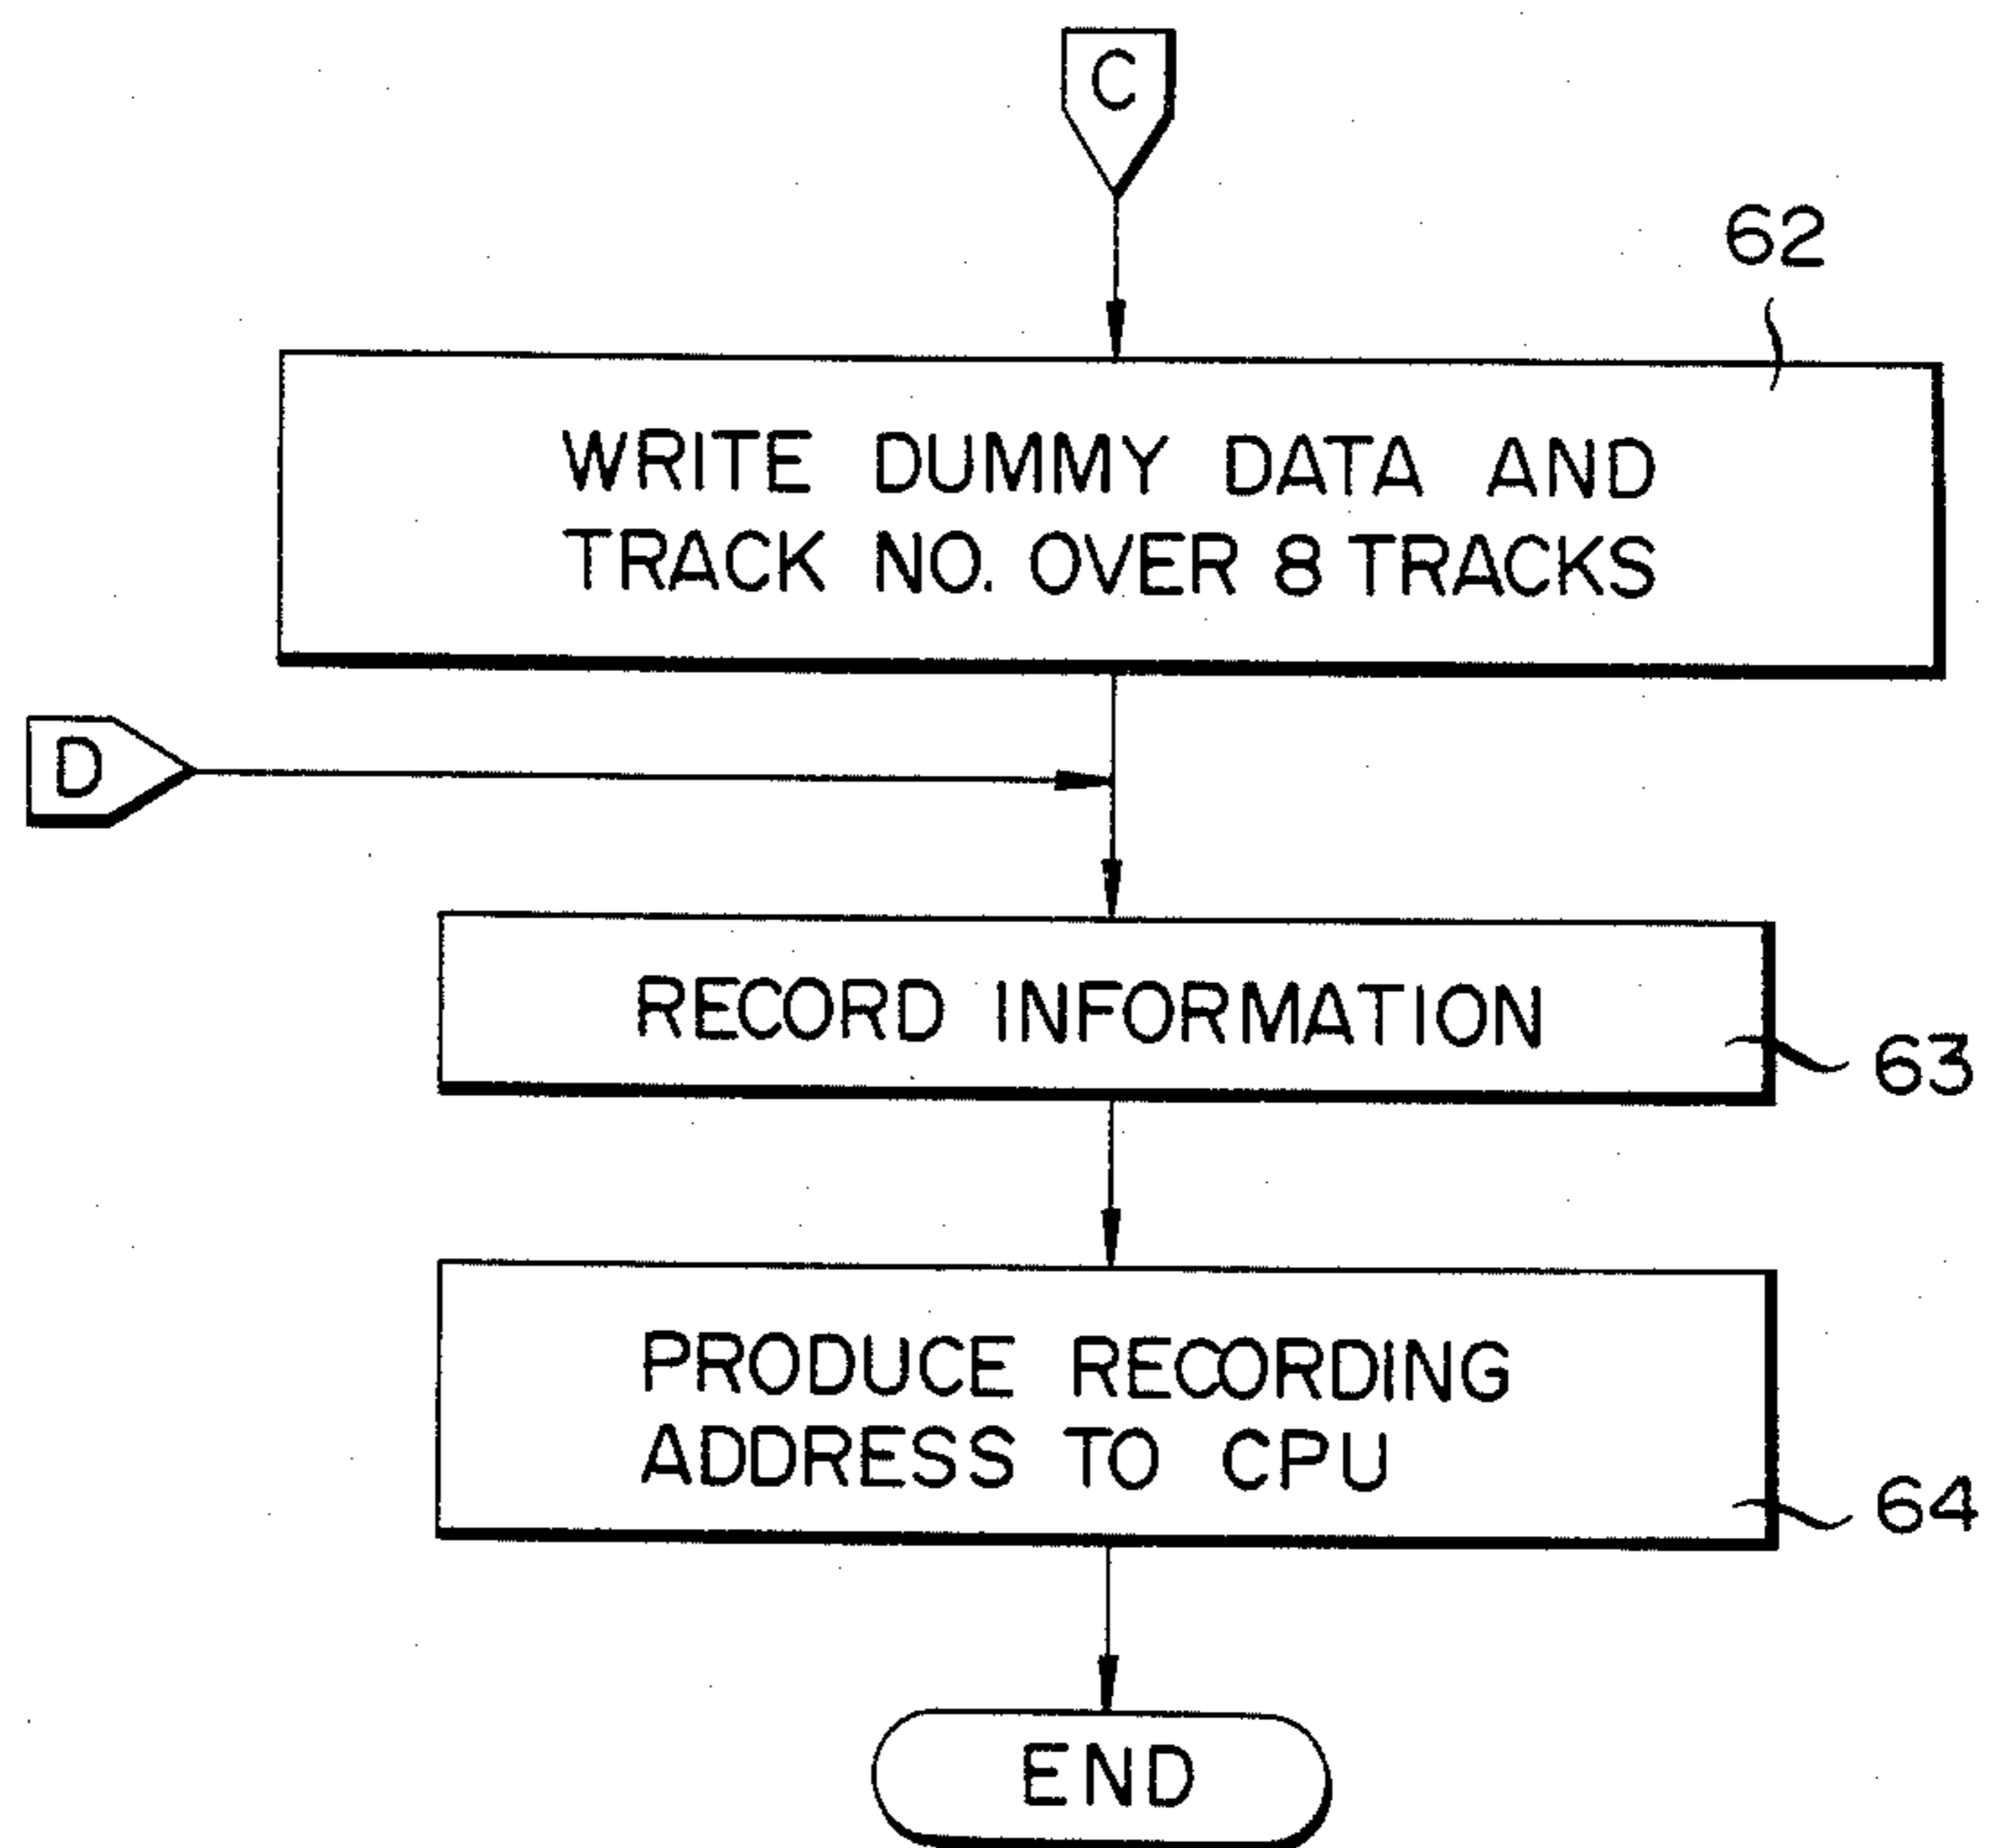 C
62
WRITE DUMMY DATA AND
TRACK NO. OVER 8 TRACKS
D
RECORD INFORMATION
63
PRODUCE RECORDING
ADDRESS TO CPU
64
END